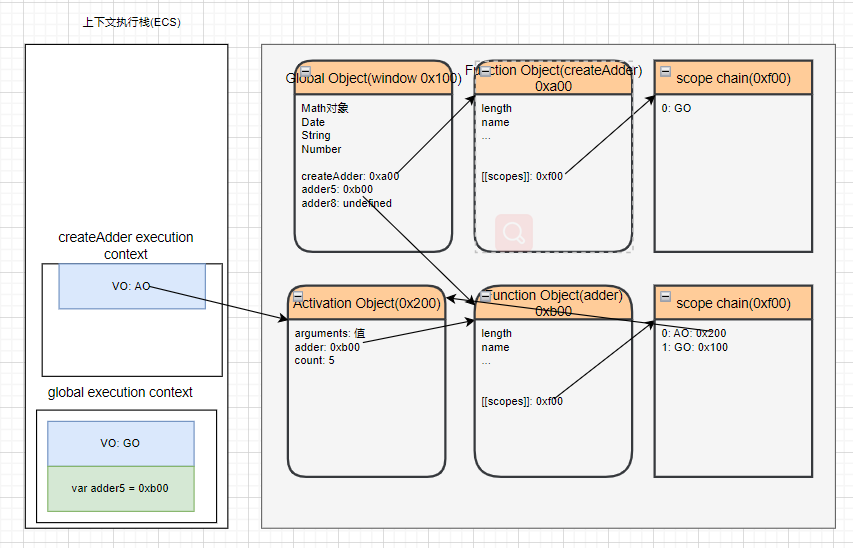 上下文执行栈(ECS)
createAdder execution
context
VO: AO
global execution context
VO: GO
var adder5 = 0xb00
Global Object(window 0x100)
Math对象
Date
String
Number
createAdder: 0xa00
adder5: 0xb00
adder8: undefined
Function Object(createAdder)
0xa00
length
name
...
[[scopes]]: 0xf00
scope chain(0xf00)
0: GO
Activation Object(0x200)
arguments: 值
adder: 0xb00
count: 5
Function Object(adder)
0xb00
length
name
...
[[scopes]]: 0xf00
scope chain(0xf00)
0: AO: 0x200
1: GO: 0x100